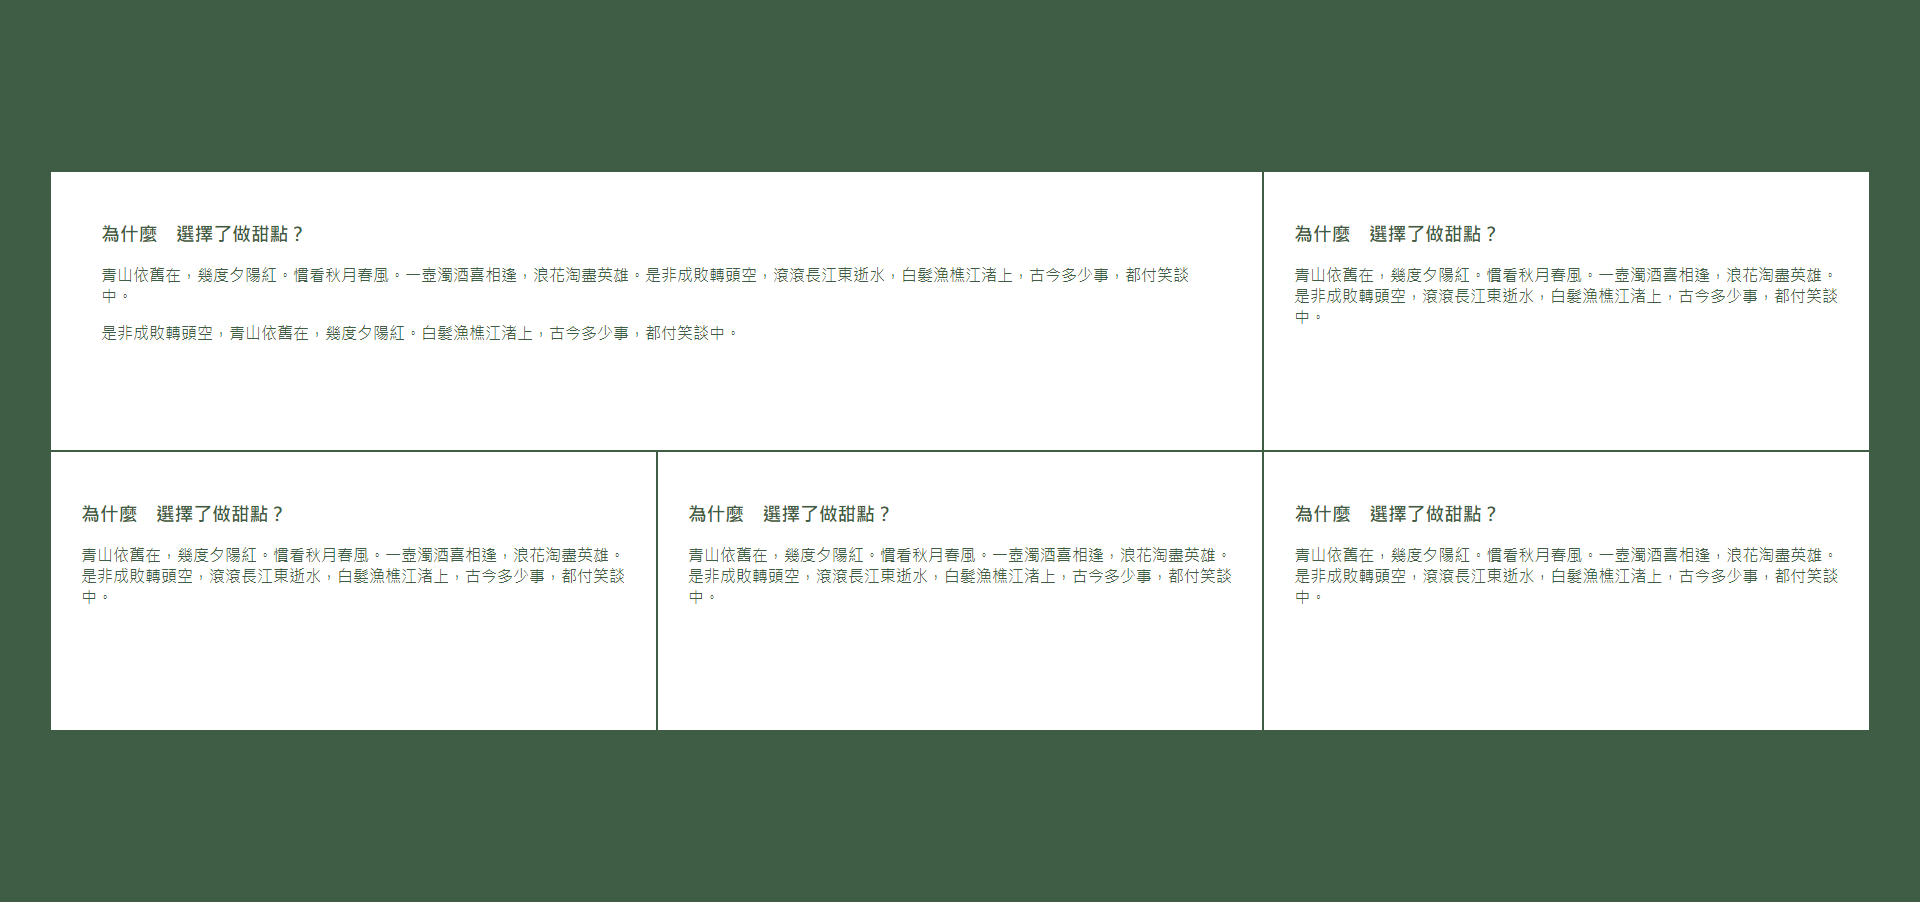 為什麼　選擇了做甜點？
青山依舊在，幾度夕陽紅。慣看秋月春風。一壺濁酒喜相逢，浪花淘盡英雄。是非成敗轉頭空，滾滾長江東逝水，白髮漁樵江渚上，古今多少事，都付笑談
中。
是非成敗轉頭空，青山依舊在，幾度夕陽紅。白髮漁樵江渚上，古今多少事，都付笑談中。
為什麼　選擇了做甜點？
青山依舊在，幾度夕陽紅。慣看秋月春風。一壺濁酒喜相逢，浪花淘盡英雄。
是非成敗轉頭空，滾滾長江東逝水，白髮漁樵江渚上，古今多少事，都付笑談
中。
為什麼　選擇了做甜點？
青山依舊在，幾度夕陽紅。慣看秋月春風。一壺濁酒喜相逢，浪花淘盡英雄。
是非成敗轉頭空，滾滾長江東逝水，白髮漁樵江渚上，古今多少事，都付笑談
中。
為什麼　選擇了做甜點？
青山依舊在，幾度夕陽紅。慣看秋月春風。一壺濁酒喜相逢，浪花淘盡英雄。
是非成敗轉頭空，滾滾長江東逝水，白髮漁樵江渚上，古今多少事，都付笑談
中。
為什麼　選擇了做甜點？
青山依舊在，幾度夕陽紅。慣看秋月春風。一壺濁酒喜相逢，浪花淘盡英雄。
是非成敗轉頭空，滾滾長江東逝水，白髮漁樵江渚上，古今多少事，都付笑談
中。